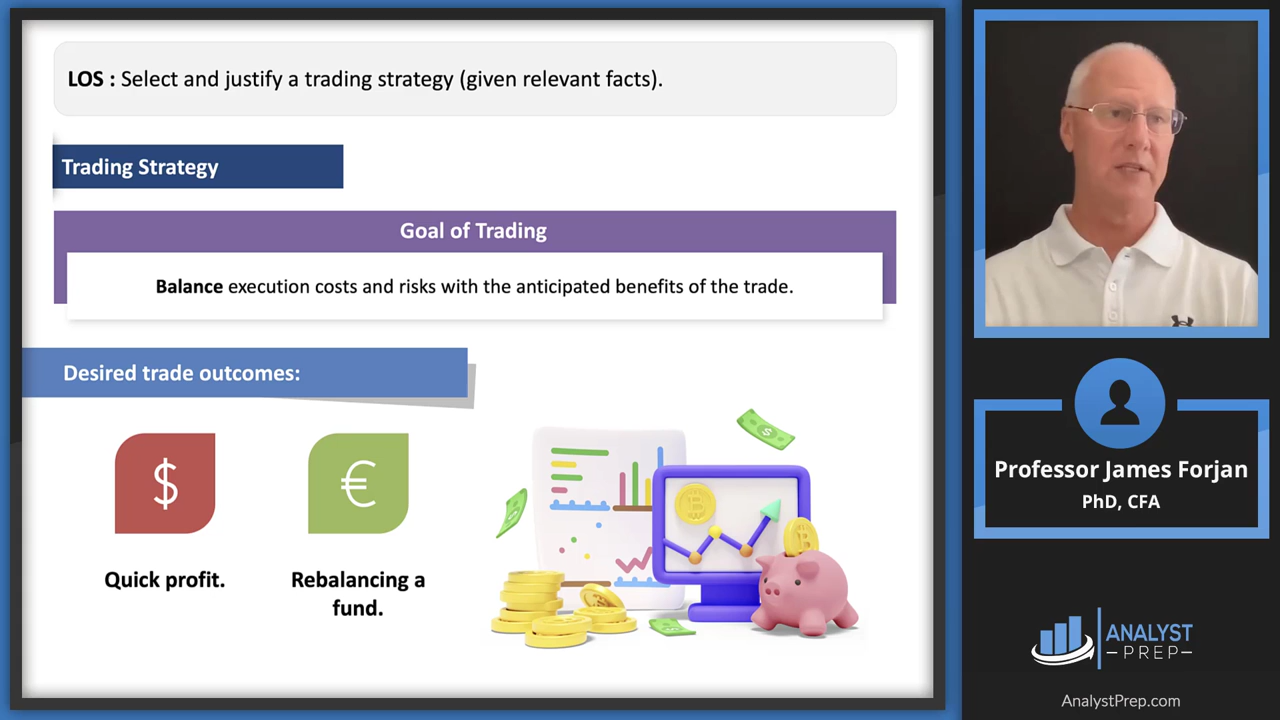 LOS : Select and justify a trading strategy (given relevant facts).
Trading Strategy
Goal of Trading
Balance execution costs and risks with the anticipated benefits of the trade.
Desired trade outcomes:
$
€
Quick profit.
Rebalancing a
fund.
Professor James Forjan
PhD, CFA
ANALYST
PREP
AnalystPrep.com